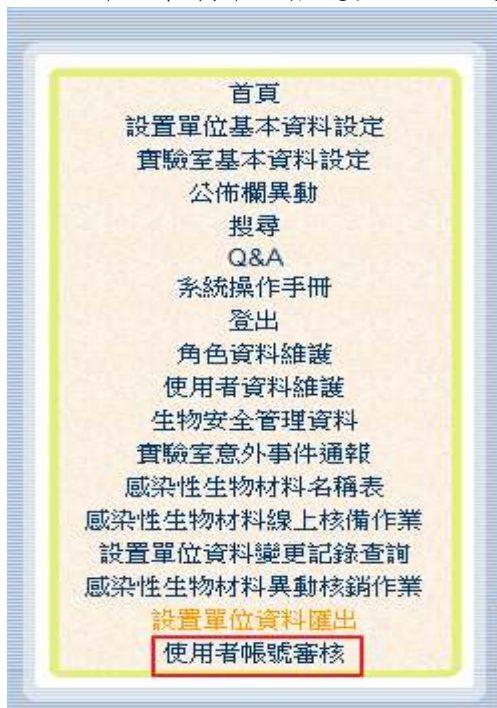 首頁
設置單位基本資料設定
實驗室基本資料設定
公佈欄異動
搜尋
Q&A
系統操作手冊
登出
角色資料維護
使用者資料維護
生物安全管理資料
實驗室意外事件通報
感染性生物材料名稱表
感染性生物材料線上核備作業
設置單位資料變更記錄查詢
感染性生物材料異動核銷作業
設置單位資料匯出
使用者帳號審核